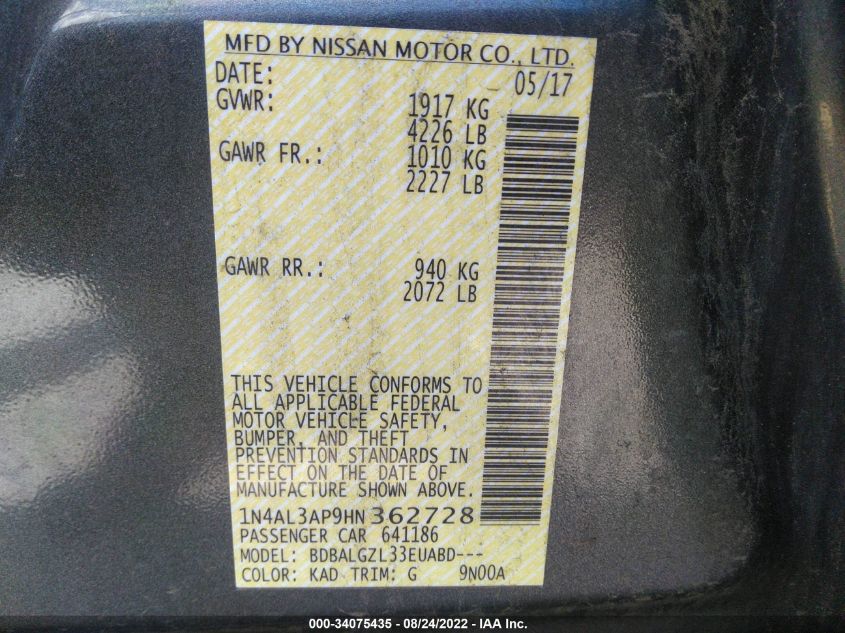 MFD BY NISSAN MOTOR CO., LTD.
DATE: 05/17
GVWR: 1917 KG
4226 LB
GAWR FR.: 1010 KG
2227 LB
GAWR RR.: 940 KG
2072 LB
THIS VEHICLE CONFORMS TO
ALL APPLICABLE FEDERAL
MOTOR VEHICLE SAFETY,
BUMPER, AND THEFT
PREVENTION STANDARDS IN
EFFECT ON THE DATE OF
MANUFACTURE SHOWN ABOVE.
1N4AL3AP9HN362728
PASSENGER CAR 641186
MODEL: BDBALGZL33EUABD---
COLOR: KAD TRIM: G 9N00A
000-34075435 - 08/24/2022 - IAA Inc.